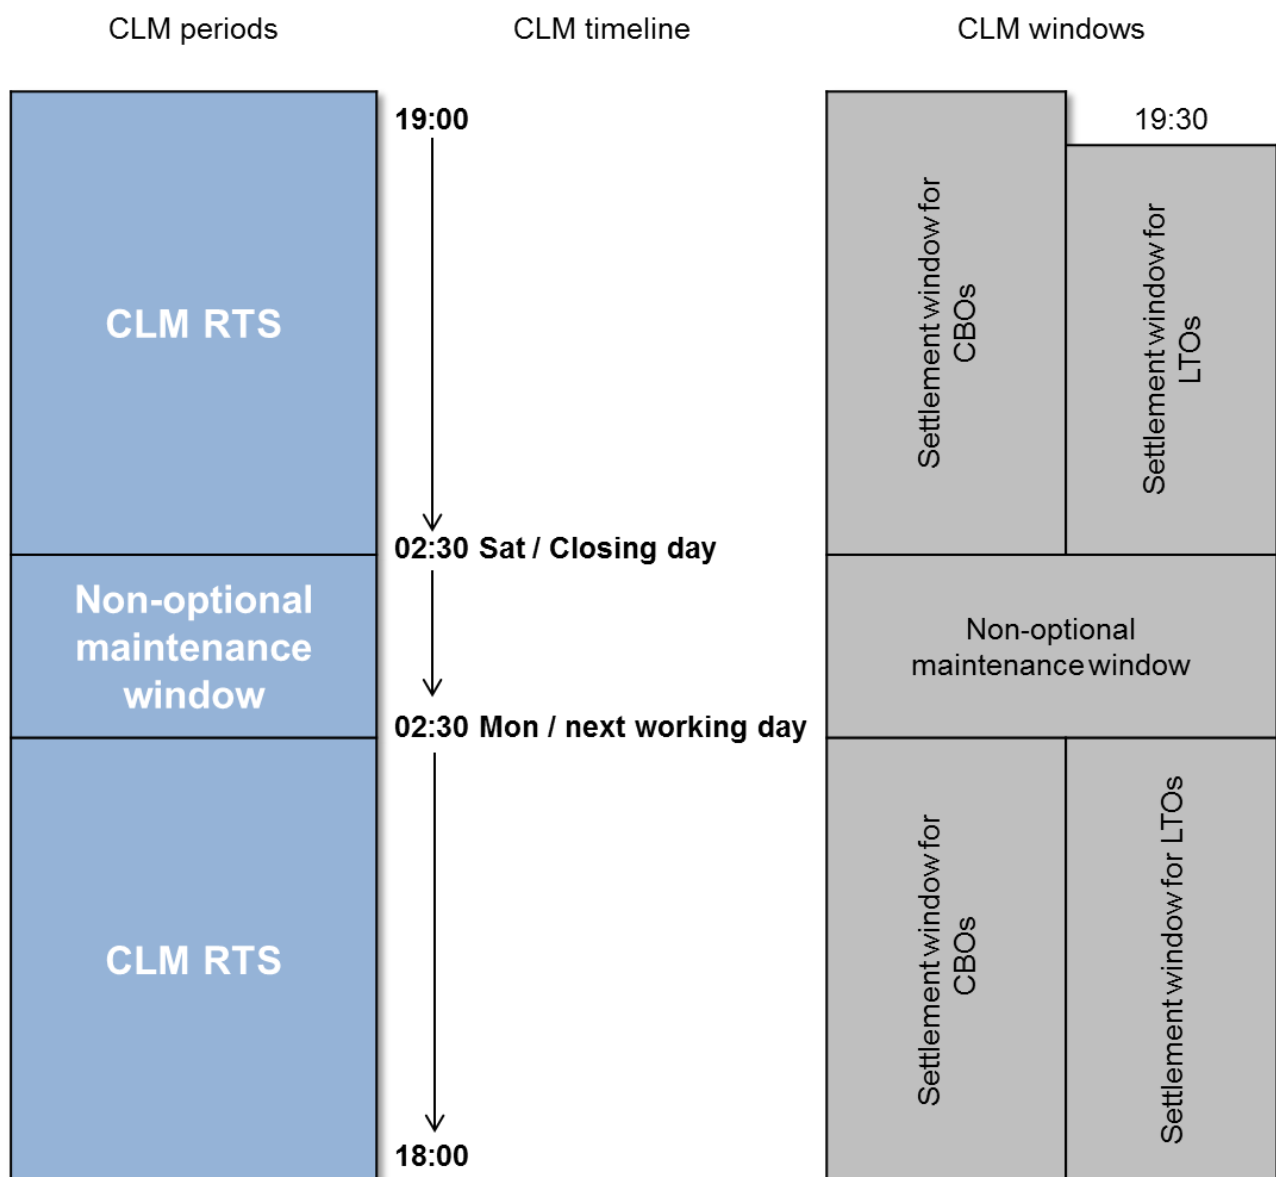 CLM periods
CLM timeline
CLM windows
19:00
19:30
CLM RTS
Settlement window for
CBOs
Settlement window for
LTOs
02:30 Sat / Closing day
Non-optional
maintenance
window
Non-optional
maintenance window
02:30 Mon / next working day
CLM RTS
Settlement window for
CBOs
Settlement window for LTOs
18:00